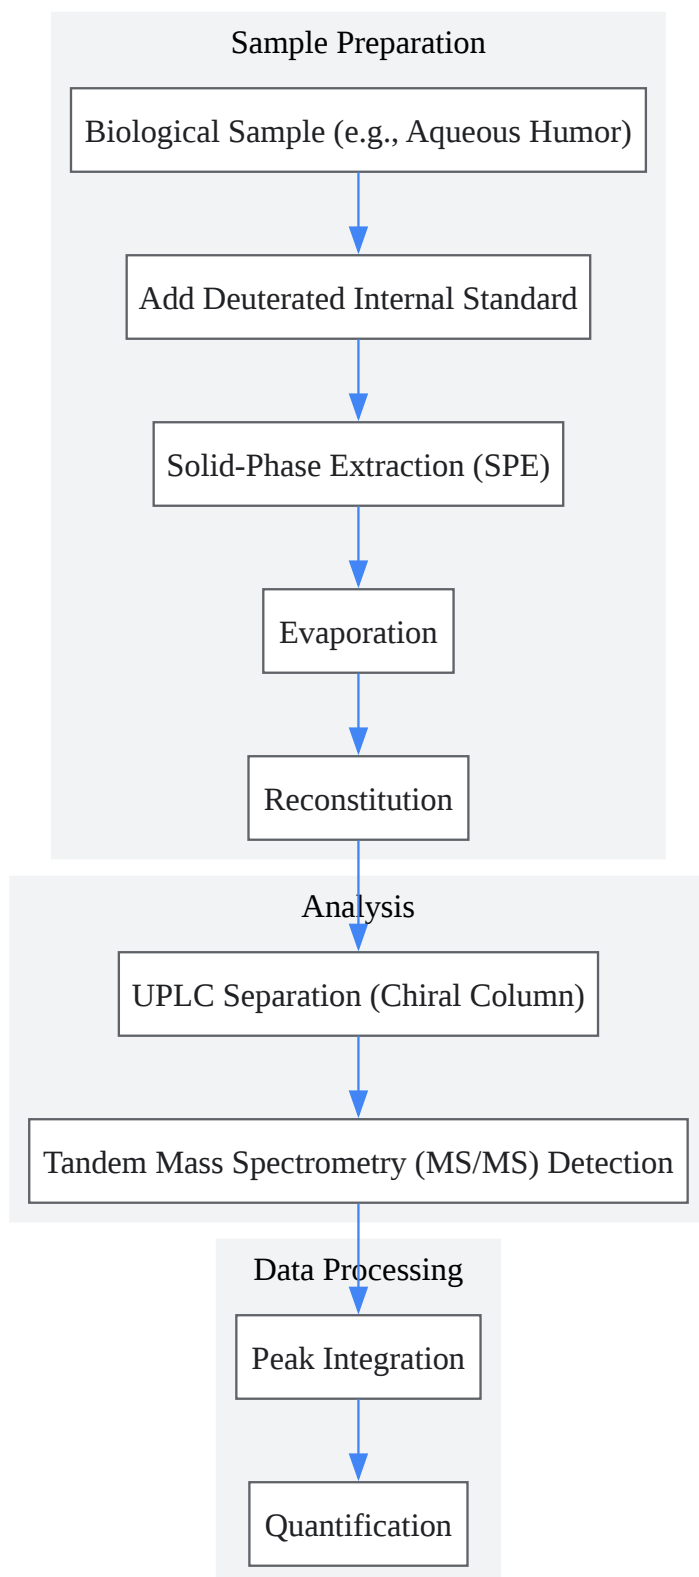 Sample Preparation
Biological Sample (e.g., Aqueous Humor)
Add Deuterated Internal Standard
Solid-Phase Extraction (SPE)
Evaporation
Reconstitution
Analysis
UPLC Separation (Chiral Column)
Tandem Mass Spectrometry (MS/MS) Detection
Data Processing
Peak Integration
Quantification